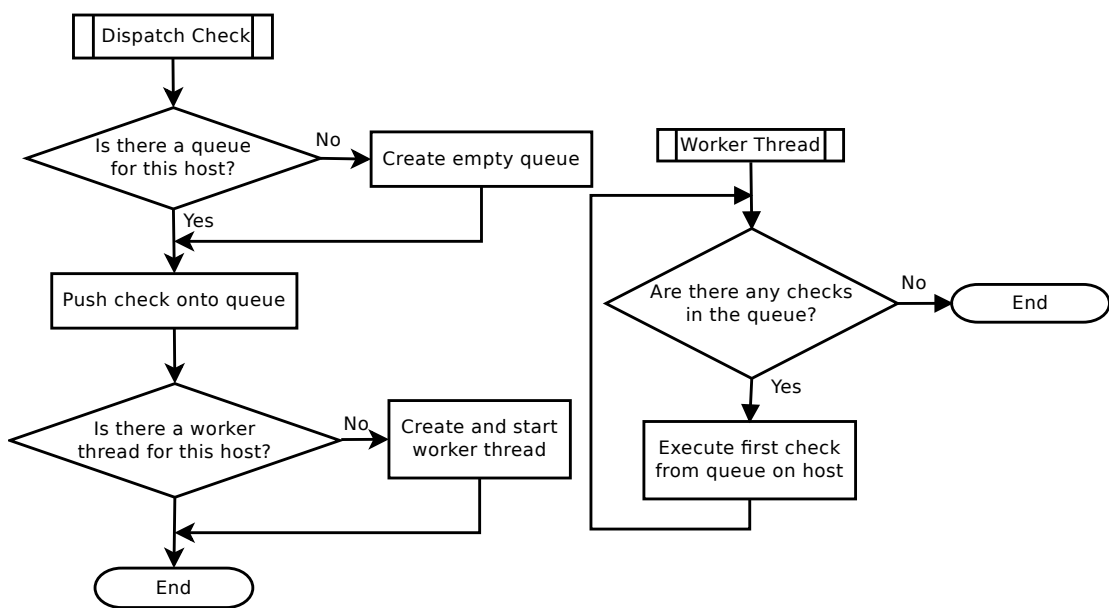 Dispatch Check
Is there a queue
for this host?
No
Create empty queue
Yes
Push check onto queue
Is there a worker
thread for this host?
No
Create and start
worker thread
End
Worker Thread
Are there any checks
in the queue?
No
End
Yes
Execute first check
from queue on host